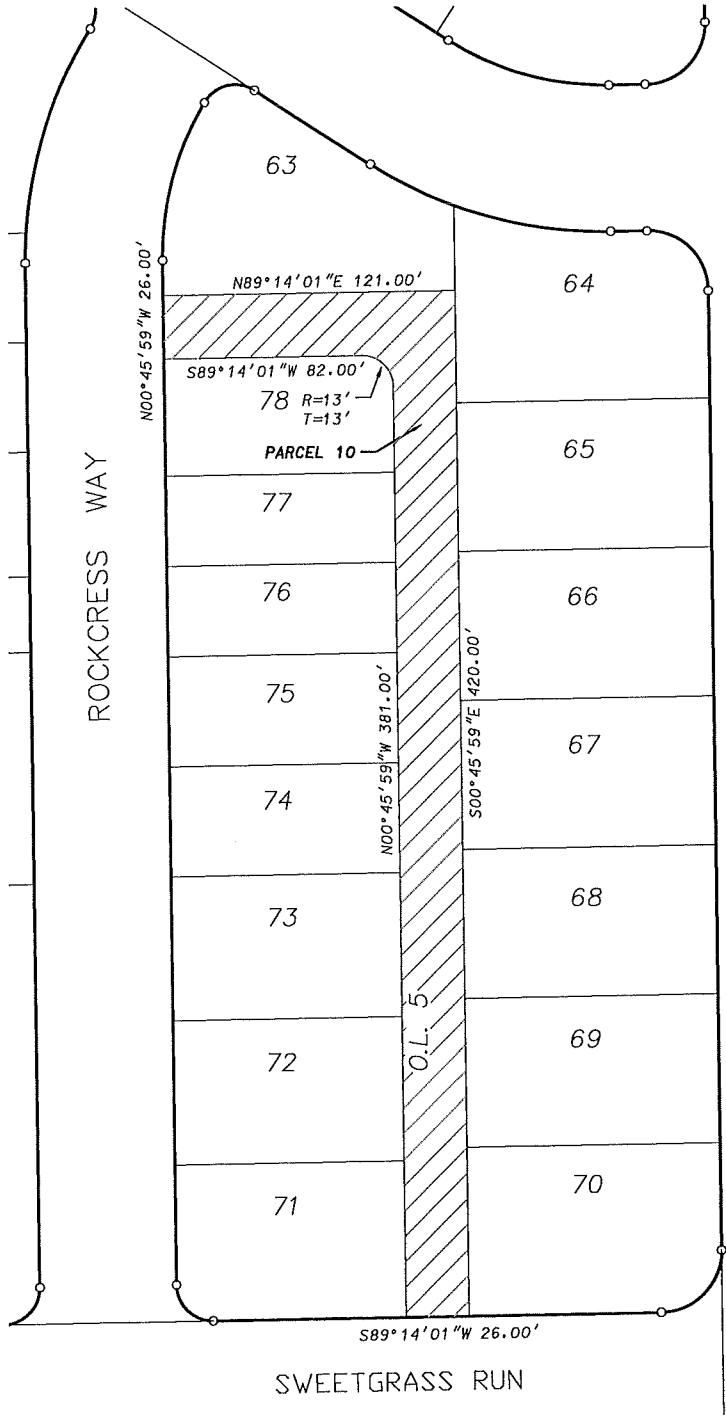 63
N89°14'01"E 121.00'
64
N00°45'59"W 26.00'
S89°14'01"W 82.00'
78 R=13'
T=13'
PARCEL 10
65
77
ROCKCRESS WAY
76
66
75
N00°45'59"W 381.00'
S00°45'59"E 420.00'
67
74
68
73
O.L. 5
69
72
70
71
S89°14'01"W 26.00'
SWEETGRASS RUN